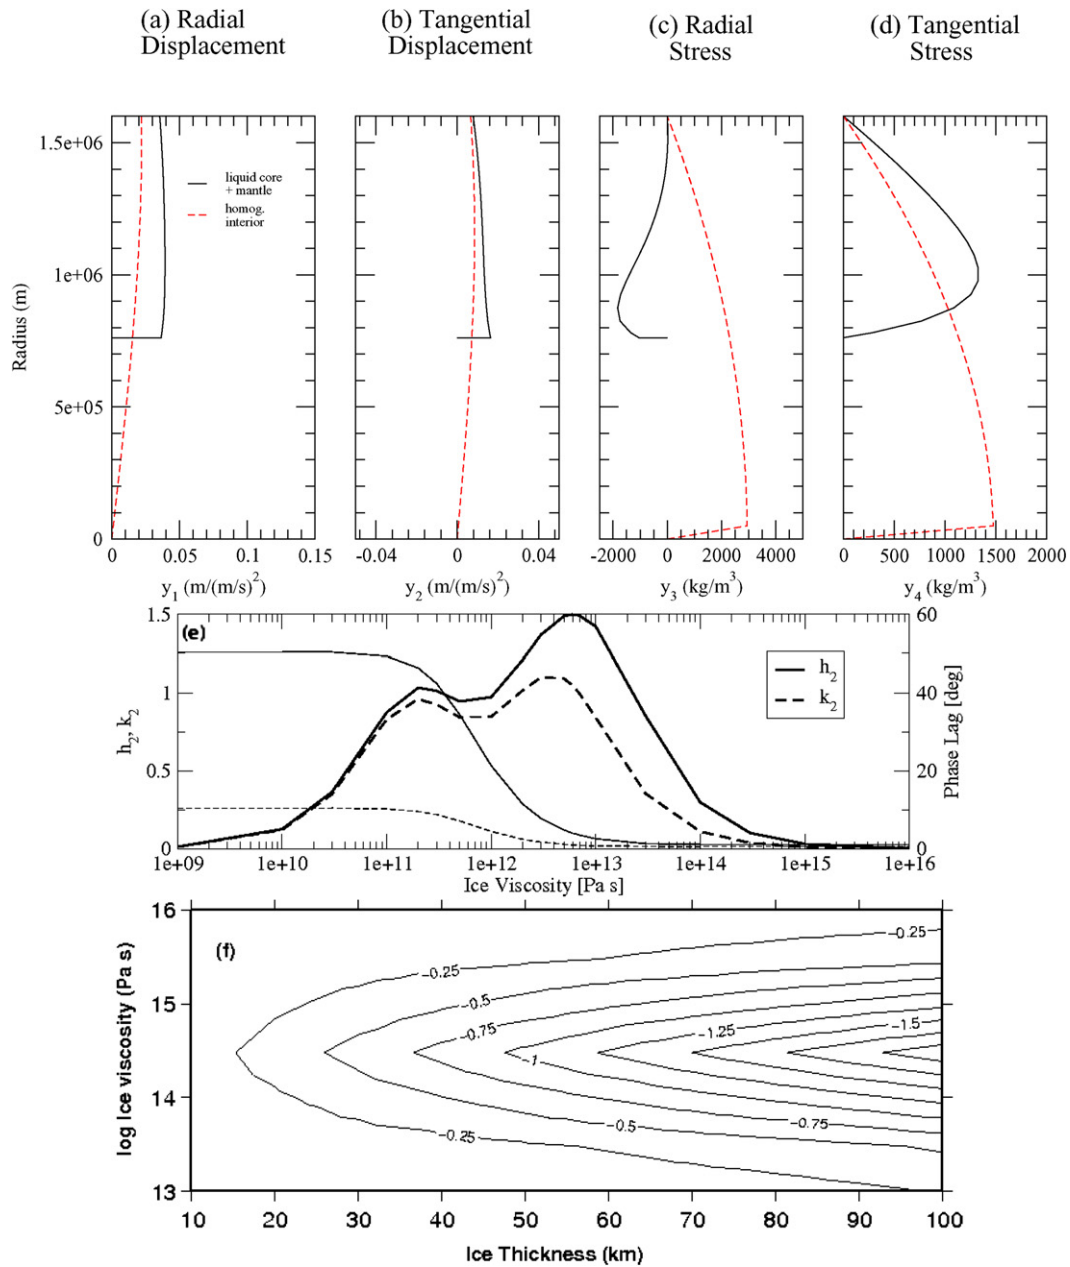 (a) Radial
Displacement
(b) Tangential
Displacement
(c) Radial
Stress
(d) Tangential
Stress
Radius (m)
1.5e+06
1e+06
5e+05
0
liquid core
+ mantle
homog.
interior
0 0.05 0.1 0.15
-0.04 0 0.04
-2000 0 2000 4000
0 500 1000 1500 2000
y1 (m/(m/s)²)
y2 (m/(m/s)²)
y3 (kg/m³)
y4 (kg/m³)
(e)
h2, k2
1.5
1
0.5
0
h2
k2
60
40
20
0
Phase Lag [deg]
1e+09 1e+10 1e+11 1e+12 1e+13 1e+14 1e+15 1e+16
Ice Viscosity [Pa s]
(f)
log Ice viscosity (Pa s)
16
15
14
13
-0.25
-0.25
-0.5
-0.75
-1.25
-1.5
-1
-0.5
-0.75
-0.25
10 20 30 40 50 60 70 80 90 100
Ice Thickness (km)